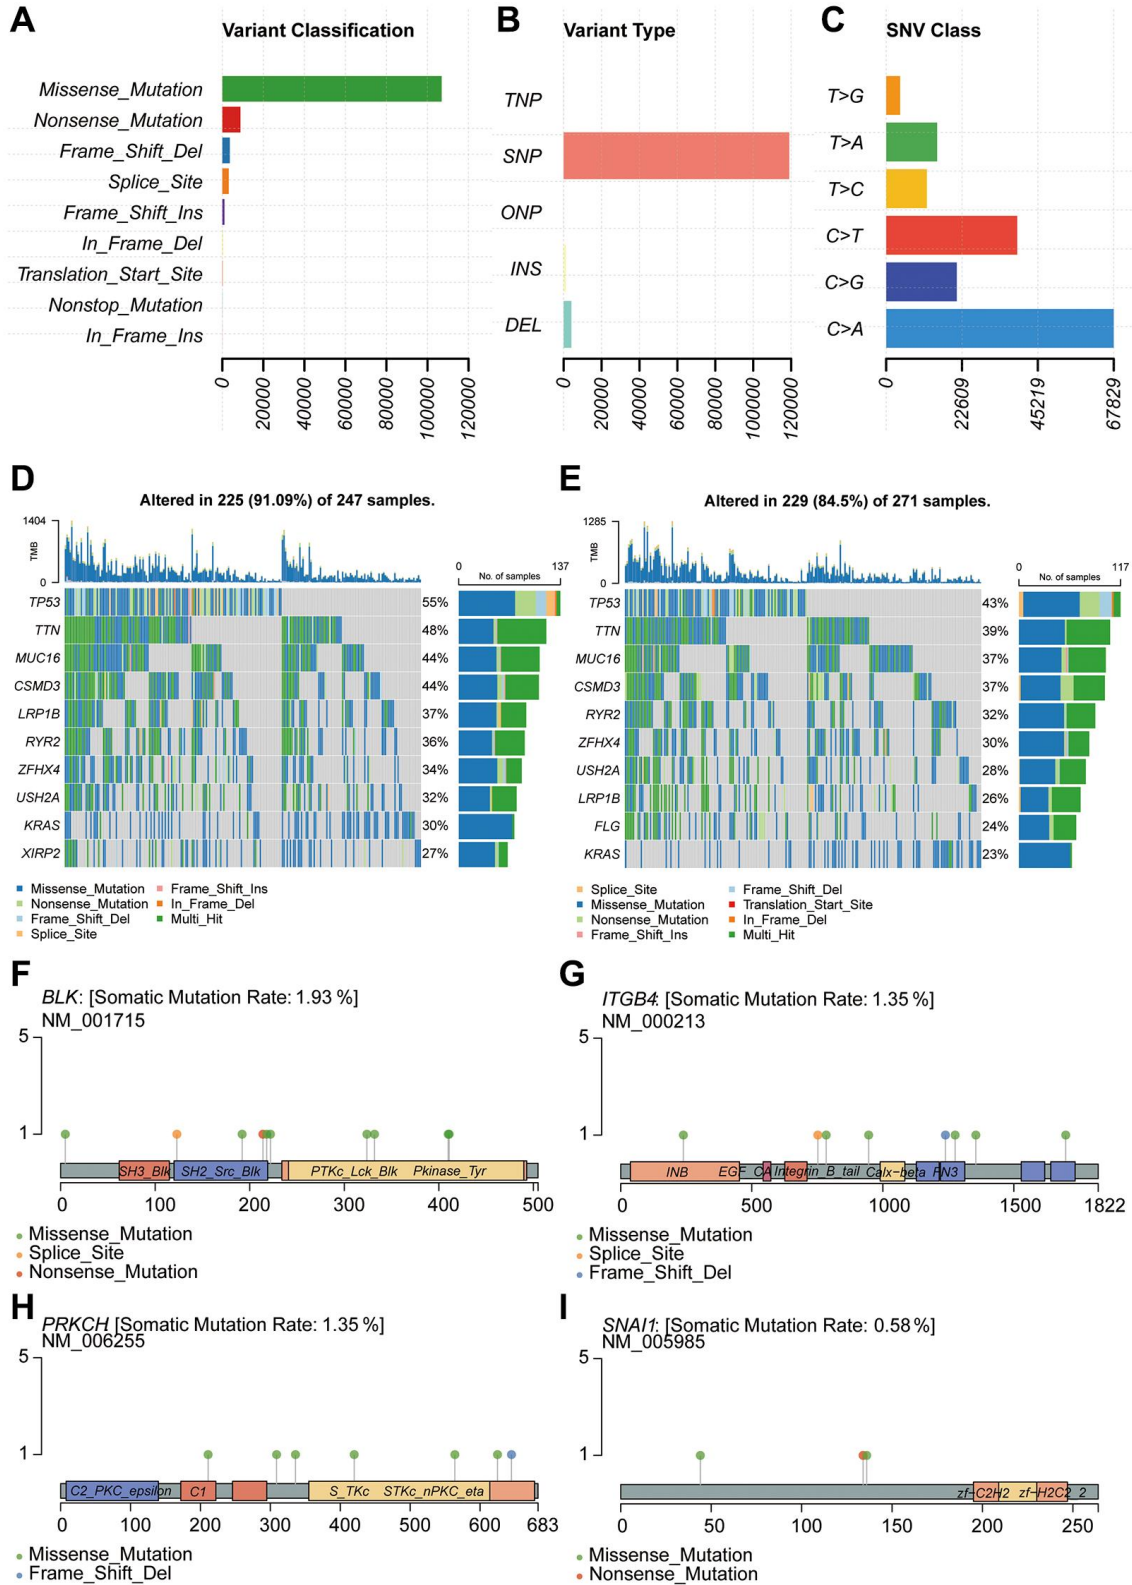 A
Variant Classification
Missense_Mutation
Nonsense_Mutation
Frame_Shift_Del
Splice_Site
Frame_Shift_Ins
In_Frame_Del
Translation_Start_Site
Nonstop_Mutation
In_Frame_Ins
0
20000
40000
60000
80000
100000
120000
B
Variant Type
TNP
SNP
ONP
INS
DEL
0
20000
40000
60000
80000
100000
120000
C
SNV Class
T>G
T>A
T>C
C>T
C>G
C>A
0
22609
45219
67829
D
Altered in 225 (91.09%) of 247 samples.
1404
TMB
0
0 137
No. of samples
TP53 55%
TTN 48%
MUC16 44%
CSMD3 44%
LRP1B 37%
RYR2 36%
ZFHX4 34%
USH2A 32%
KRAS 30%
XIRP2 27%
Missense_Mutation
Nonsense_Mutation
Frame_Shift_Del
Splice_Site
Frame_Shift_Ins
In_Frame_Del
Multi_Hit
E
Altered in 229 (84.5%) of 271 samples.
1285
TMB
0
0 117
No. of samples
TP53 43%
TTN 39%
MUC16 37%
CSMD3 37%
RYR2 32%
ZFHX4 30%
USH2A 28%
LRP1B 26%
FLG 24%
KRAS 23%
Splice_Site
Missense_Mutation
Nonsense_Mutation
Frame_Shift_Ins
Frame_Shift_Del
Translation_Start_Site
In_Frame_Del
Multi_Hit
F
BLK: [Somatic Mutation Rate: 1.93 %]
NM_001715
5
1
SH3_Blk SH2_Src_Blk PTKc_Lck_Blk Pkinase_Tyr
0 100 200 300 400 500
Missense_Mutation
Splice_Site
Nonsense_Mutation
G
ITGB4: [Somatic Mutation Rate: 1.35 %]
NM_000213
5
1
INB EGF CA Integrin_B_tail Calx-beta FN3
0 500 1000 1500 1822
Missense_Mutation
Splice_Site
Frame_Shift_Del
H
PRKCH [Somatic Mutation Rate: 1.35 %]
NM_006255
5
1
C2_PKC_epsilon C1 S_TKc STKc_nPKC_eta
0 100 200 300 400 500 600 683
Missense_Mutation
Frame_Shift_Del
I
SNAI1: [Somatic Mutation Rate: 0.58 %]
NM_005985
5
1
zf-C2H2 zf-H2C2_2
0 50 100 150 200 250
Missense_Mutation
Nonsense_Mutation